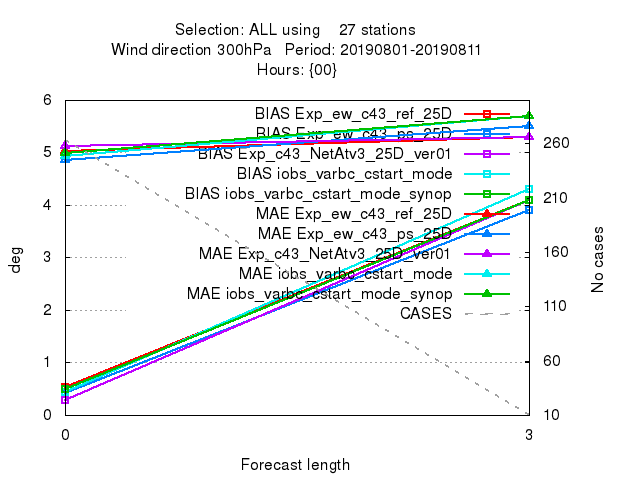 Selection: ALL using 27 stations
Wind direction 300hPa Period: 20190801-20190811
Hours: {00}
6
5
4
3
2
1
0
deg
BIAS Exp_ew_c43_ref_25D
BIAS Exp_ew_c43_ps_25D
BIAS Exp_c43_NetAtv3_25D_ver01
BIAS iobs_varbc_cstart_mode
BIAS iobs_varbc_cstart_mode_synop
MAE Exp_ew_c43_ref_25D
MAE Exp_ew_c43_ps_25D
MAE Exp_c43_NetAtv3_25D_ver01
MAE iobs_varbc_cstart_mode
MAE iobs_varbc_cstart_mode_synop
CASES
260
210
160
110
60
10
No cases
0 3
Forecast length